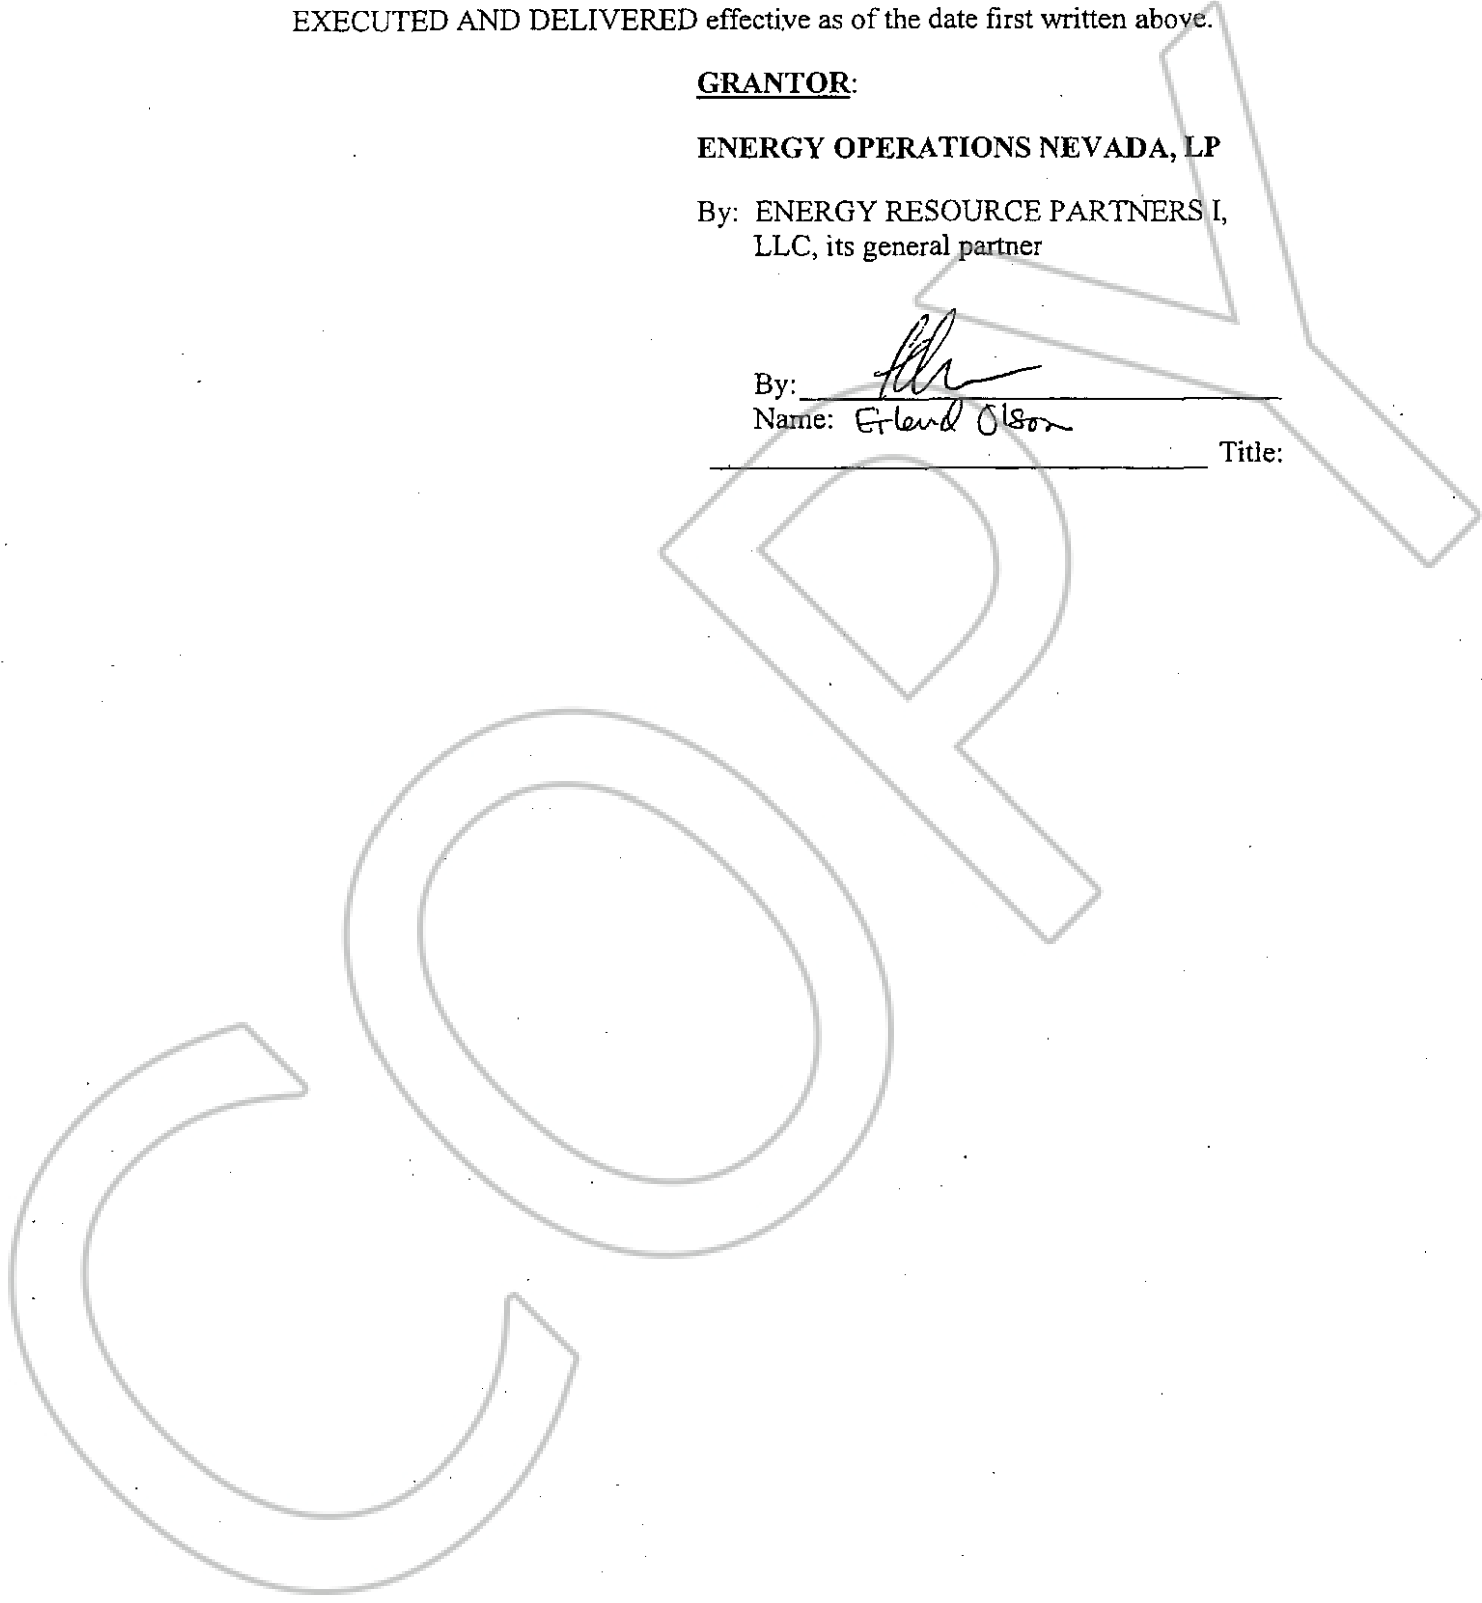 EXECUTED AND DELIVERED effective as of the date first written above.
GRANTOR:
ENERGY OPERATIONS NEVADA, LP
By: ENERGY RESOURCE PARTNERS I,
LLC, its general partner
By:
Name: Erlend Olson
Title:
COPY